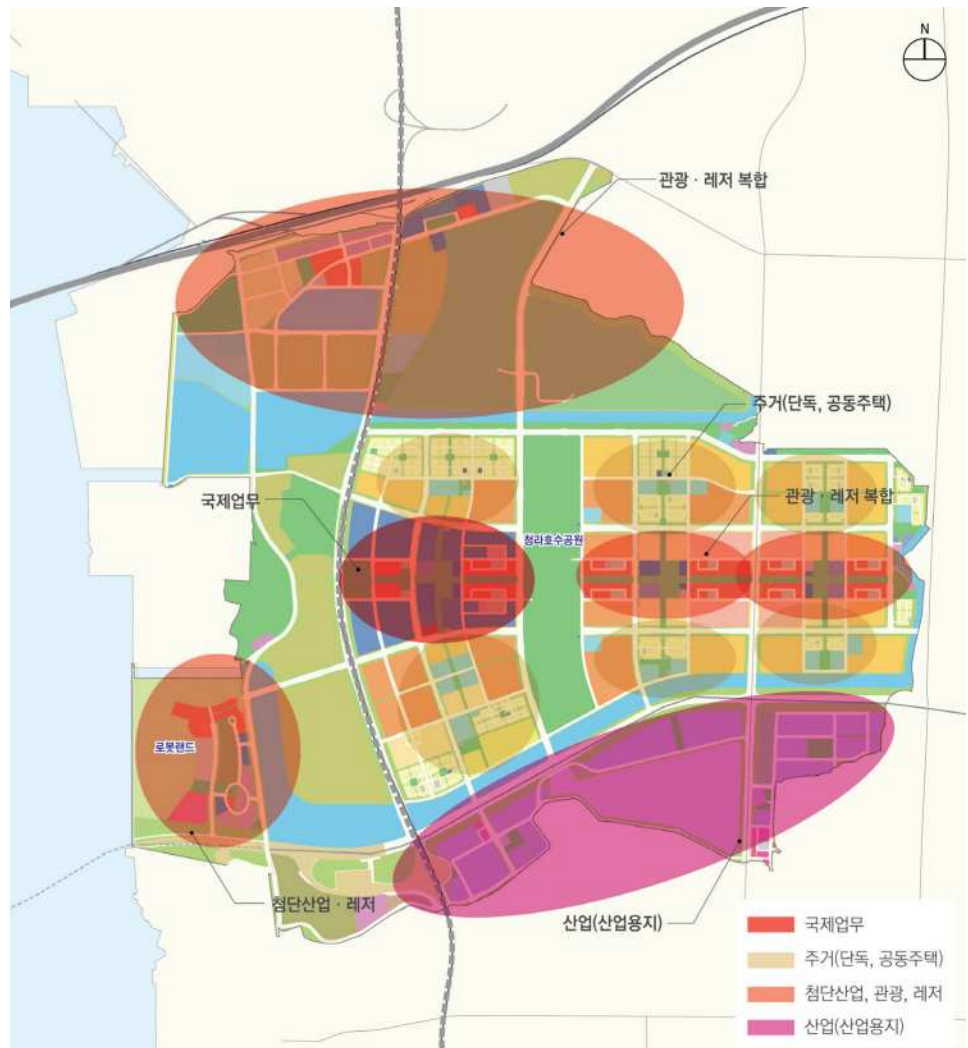 N
관광 · 레저 복합
주거(단독, 공동주택)
국제업무
관광 · 레저 복합
청라호수공원
로봇랜드
첨단산업 · 레저
산업(산업용지)
국제업무
주거(단독, 공동주택)
첨단산업, 관광, 레저
산업(산업용지)